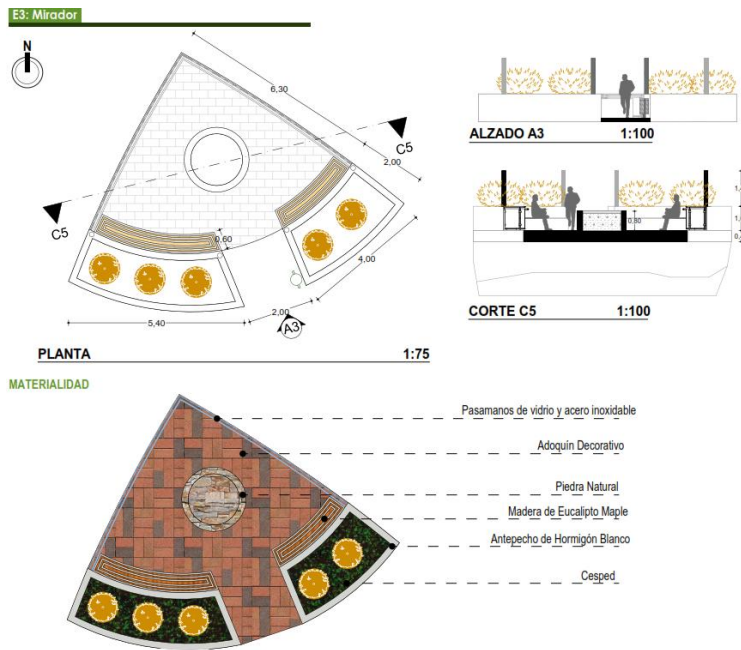 E3: Mirador
N
6,30
C5
2,00
C5
0,60
4,00
5,40
2,00
A3
PLANTA 1:75
ALZADO A3 1:100
0,80
CORTE C5 1:100
MATERIALIDAD
Pasamanos de vidrio y acero inoxidable
Adoquín Decorativo
Piedra Natural
Madera de Eucalipto Maple
Antepecho de Hormigón Blanco
Cesped